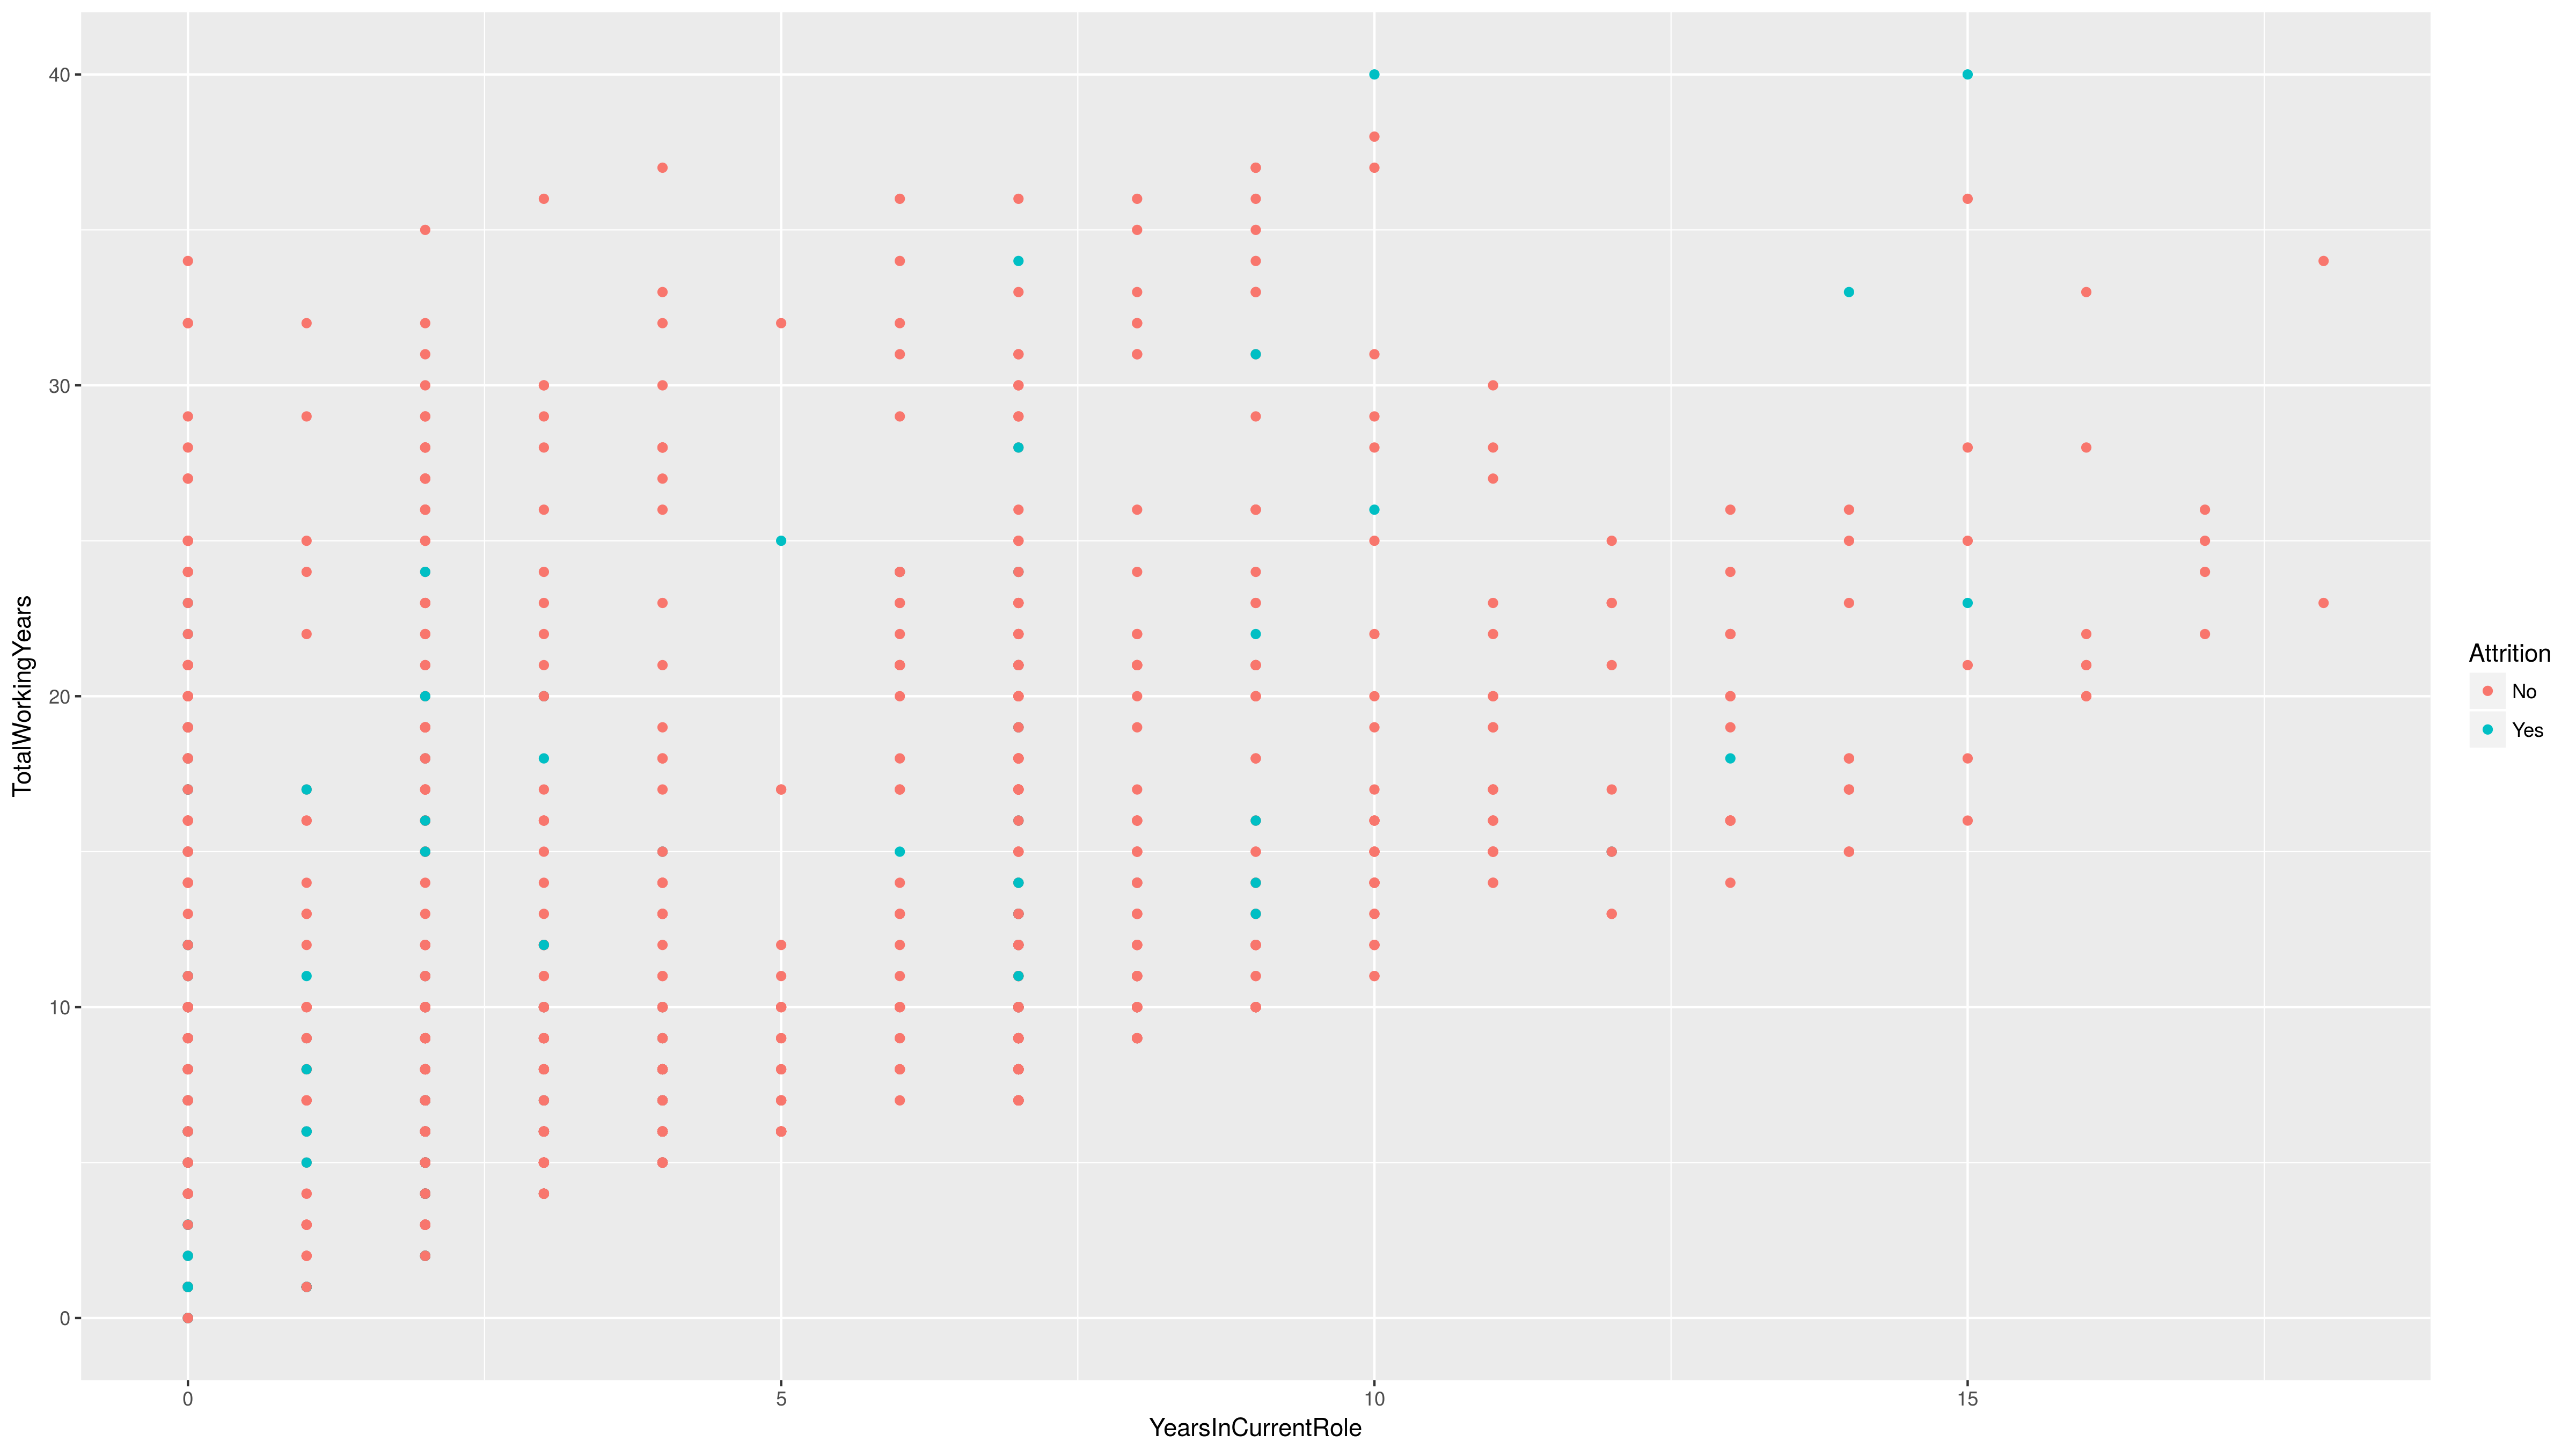 40
30
20
10
0
TotalWorkingYears
0 5 10 15
YearsInCurrentRole
Attrition
No
Yes